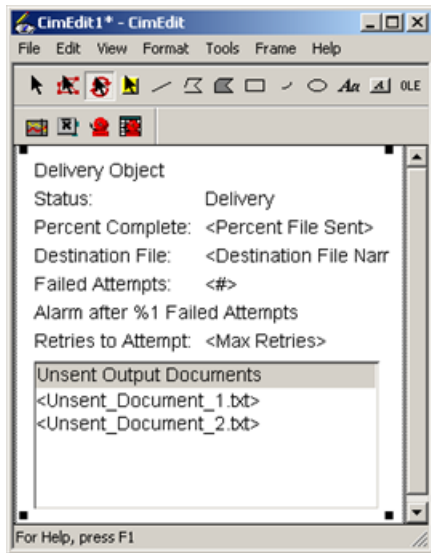 CimEdit1* - CimEdit
File Edit View Format Tools Frame Help
Aα A OLE
Delivery Object
Status: Delivery
Percent Complete: <Percent File Sent>
Destination File: <Destination File Nam
Failed Attempts: <#>
Alarm after %1 Failed Attempts
Retries to Attempt: <Max Retries>
Unsent Output Documents
<Unsent_Document_1.txt>
<Unsent_Document_2.txt>
For Help, press F1